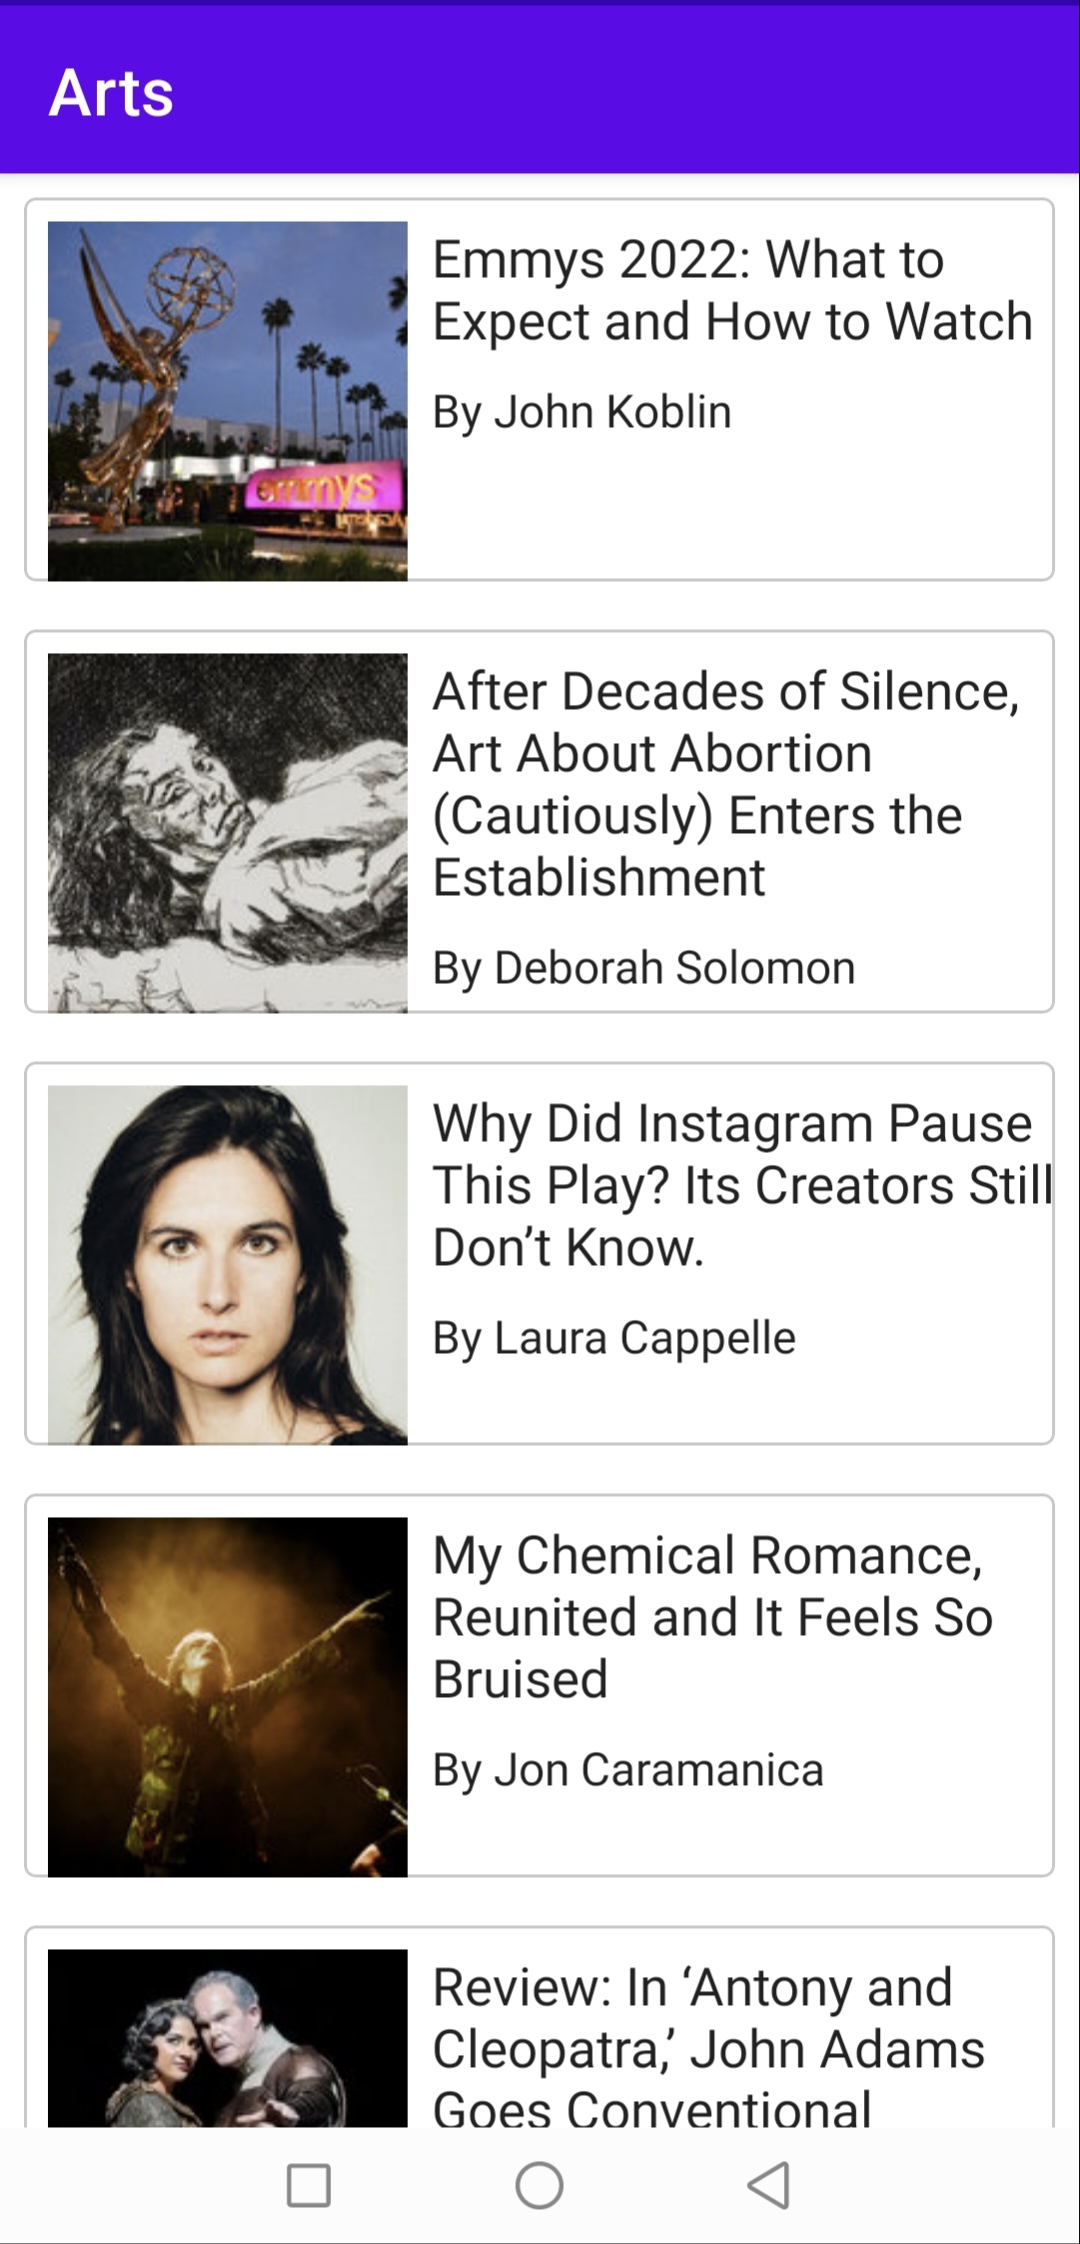 Arts
emmys
Emmys 2022: What to
Expect and How to Watch
By John Koblin
After Decades of Silence,
Art About Abortion
(Cautiously) Enters the
Establishment
By Deborah Solomon
Why Did Instagram Pause
This Play? Its Creators Still
Don’t Know.
By Laura Cappelle
My Chemical Romance,
Reunited and It Feels So
Bruised
By Jon Caramanica
Review: In ‘Antony and
Cleopatra,’ John Adams
Goes Conventional